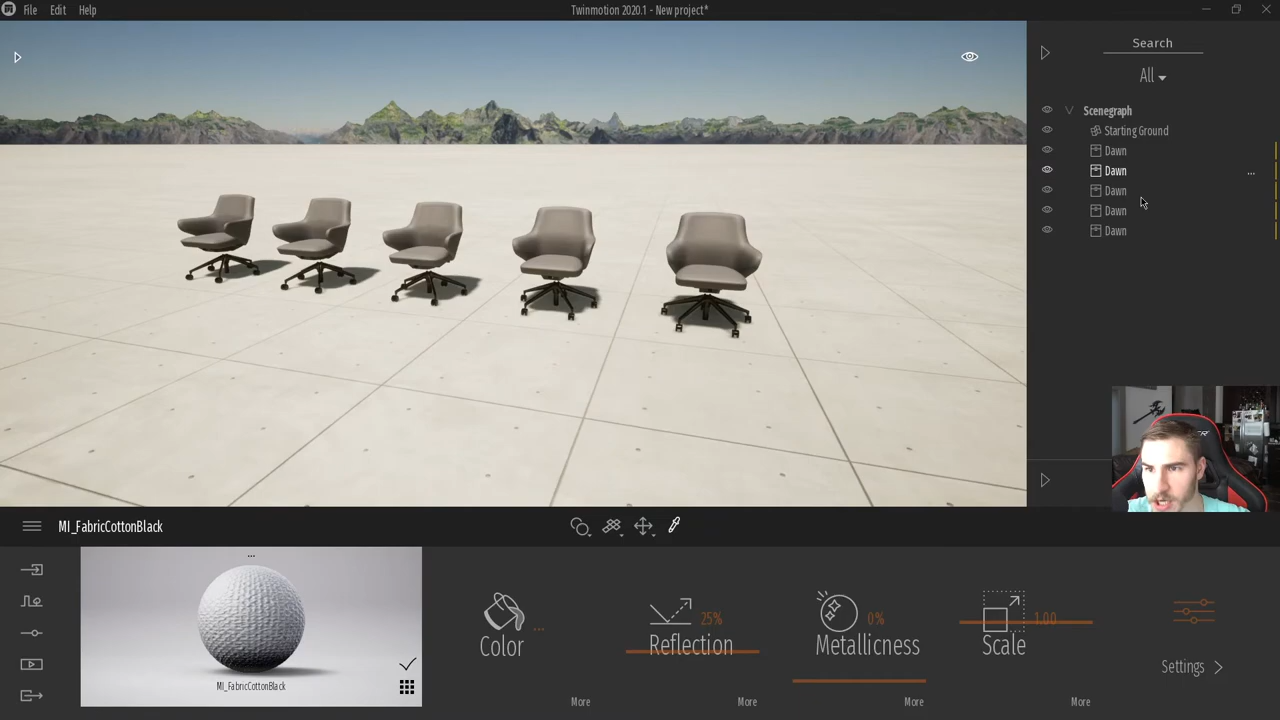 File Edit Help
Twinmotion 2020.1 - New project*
Search
All
Scenegraph
Starting Ground
Dawn
Dawn
...
Dawn
Dawn
Dawn
MI_FabricCottonBlack
...
MI_FabricCottonBlack
Color ...
More
25%
Reflection
More
0%
Metallicness
More
1.00
Scale
More
Settings